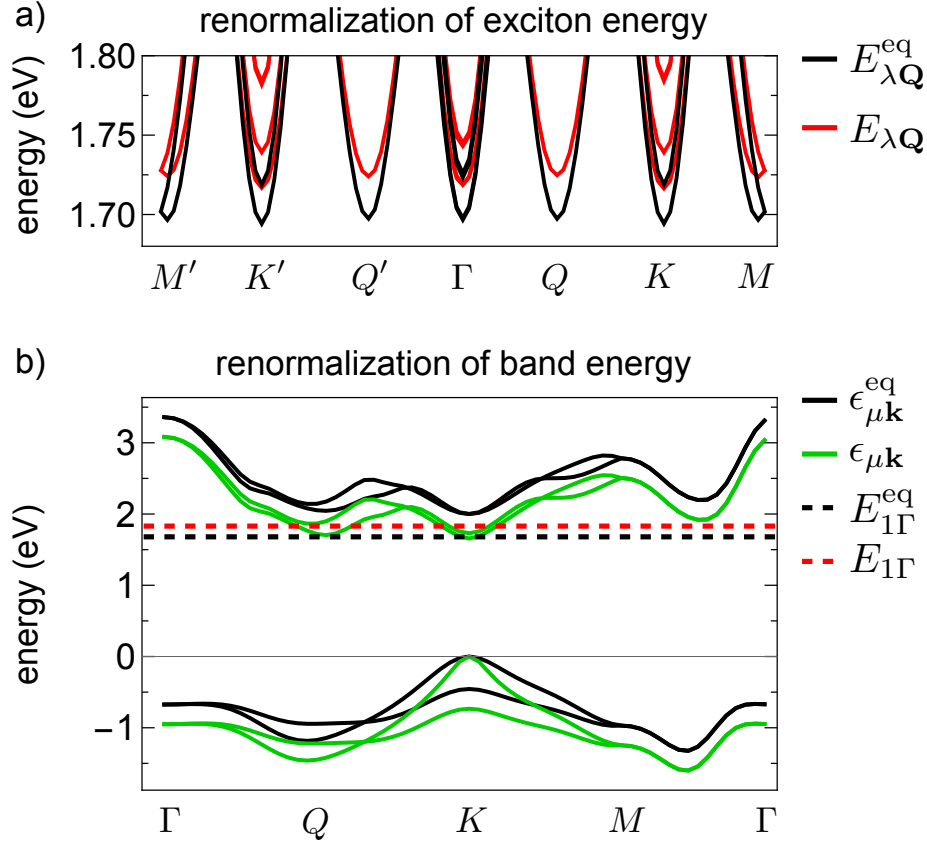 a) renormalization of exciton energy
energy (eV)
1.80
1.75
1.70
M′ K′ Q′ Γ Q K M
E^eq_λQ
E_λQ
b) renormalization of band energy
energy (eV)
3
2
1
0
−1
Γ Q K M Γ
ϵ^eq_μk
ϵ_μk
E^eq_1Γ
E_1Γ